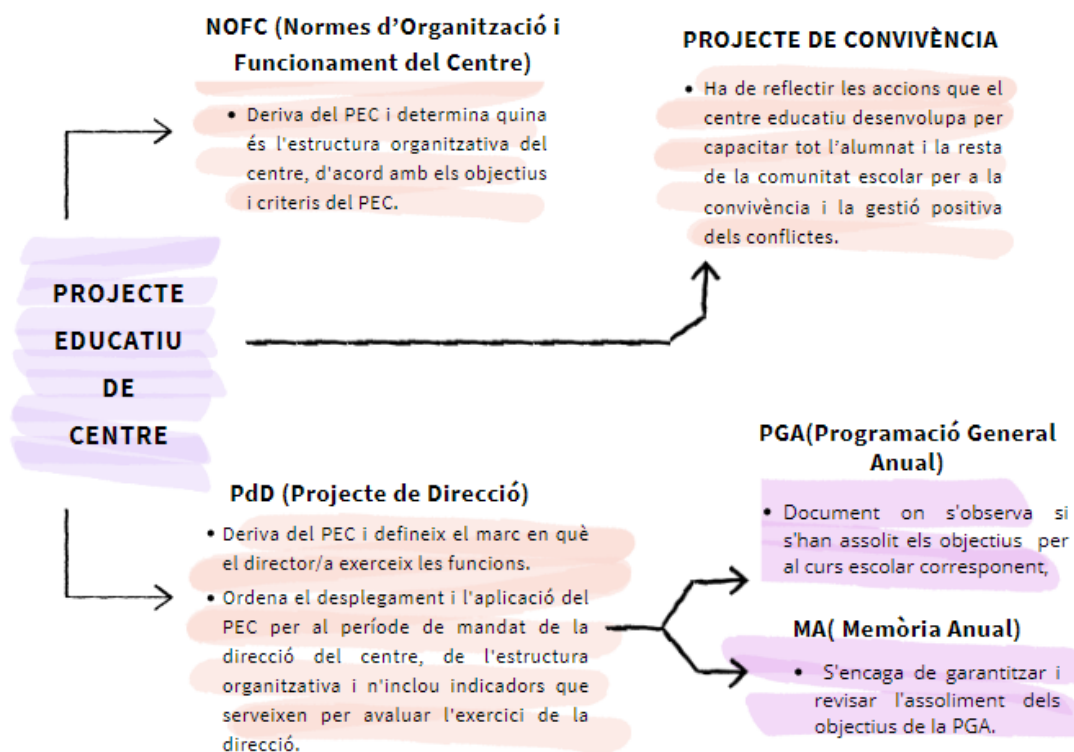 NOFC (Normes d'Organització i
Funcionament del Centre)
• Deriva del PEC i determina quina
és l'estructura organitzativa del
centre, d'acord amb els objectius
i criteris del PEC.
PROJECTE DE CONVIVÈNCIA
• Ha de reflectir les accions que el
centre educatiu desenvolupa per
capacitar tot l'alumnat i la resta
de la comunitat escolar per a la
convivència i la gestió positiva
dels conflictes.
PROJECTE
EDUCATIU
DE
CENTRE
PdD (Projecte de Direcció)
• Deriva del PEC i defineix el marc en què
el director/a exerceix les funcions.
• Ordena el desplegament i l'aplicació del
PEC per al període de mandat de la
direcció del centre, de l'estructura
organitzativa i n'inclou indicadors que
serveixen per avaluar l'exercici de la
direcció.
PGA(Programació General
Anual)
• Document on s'observa si
s'han assolit els objectius per
al curs escolar corresponent,
MA( Memòria Anual)
• S'encaga de garantitzar i
revisar l'assoliment dels
objectius de la PGA.